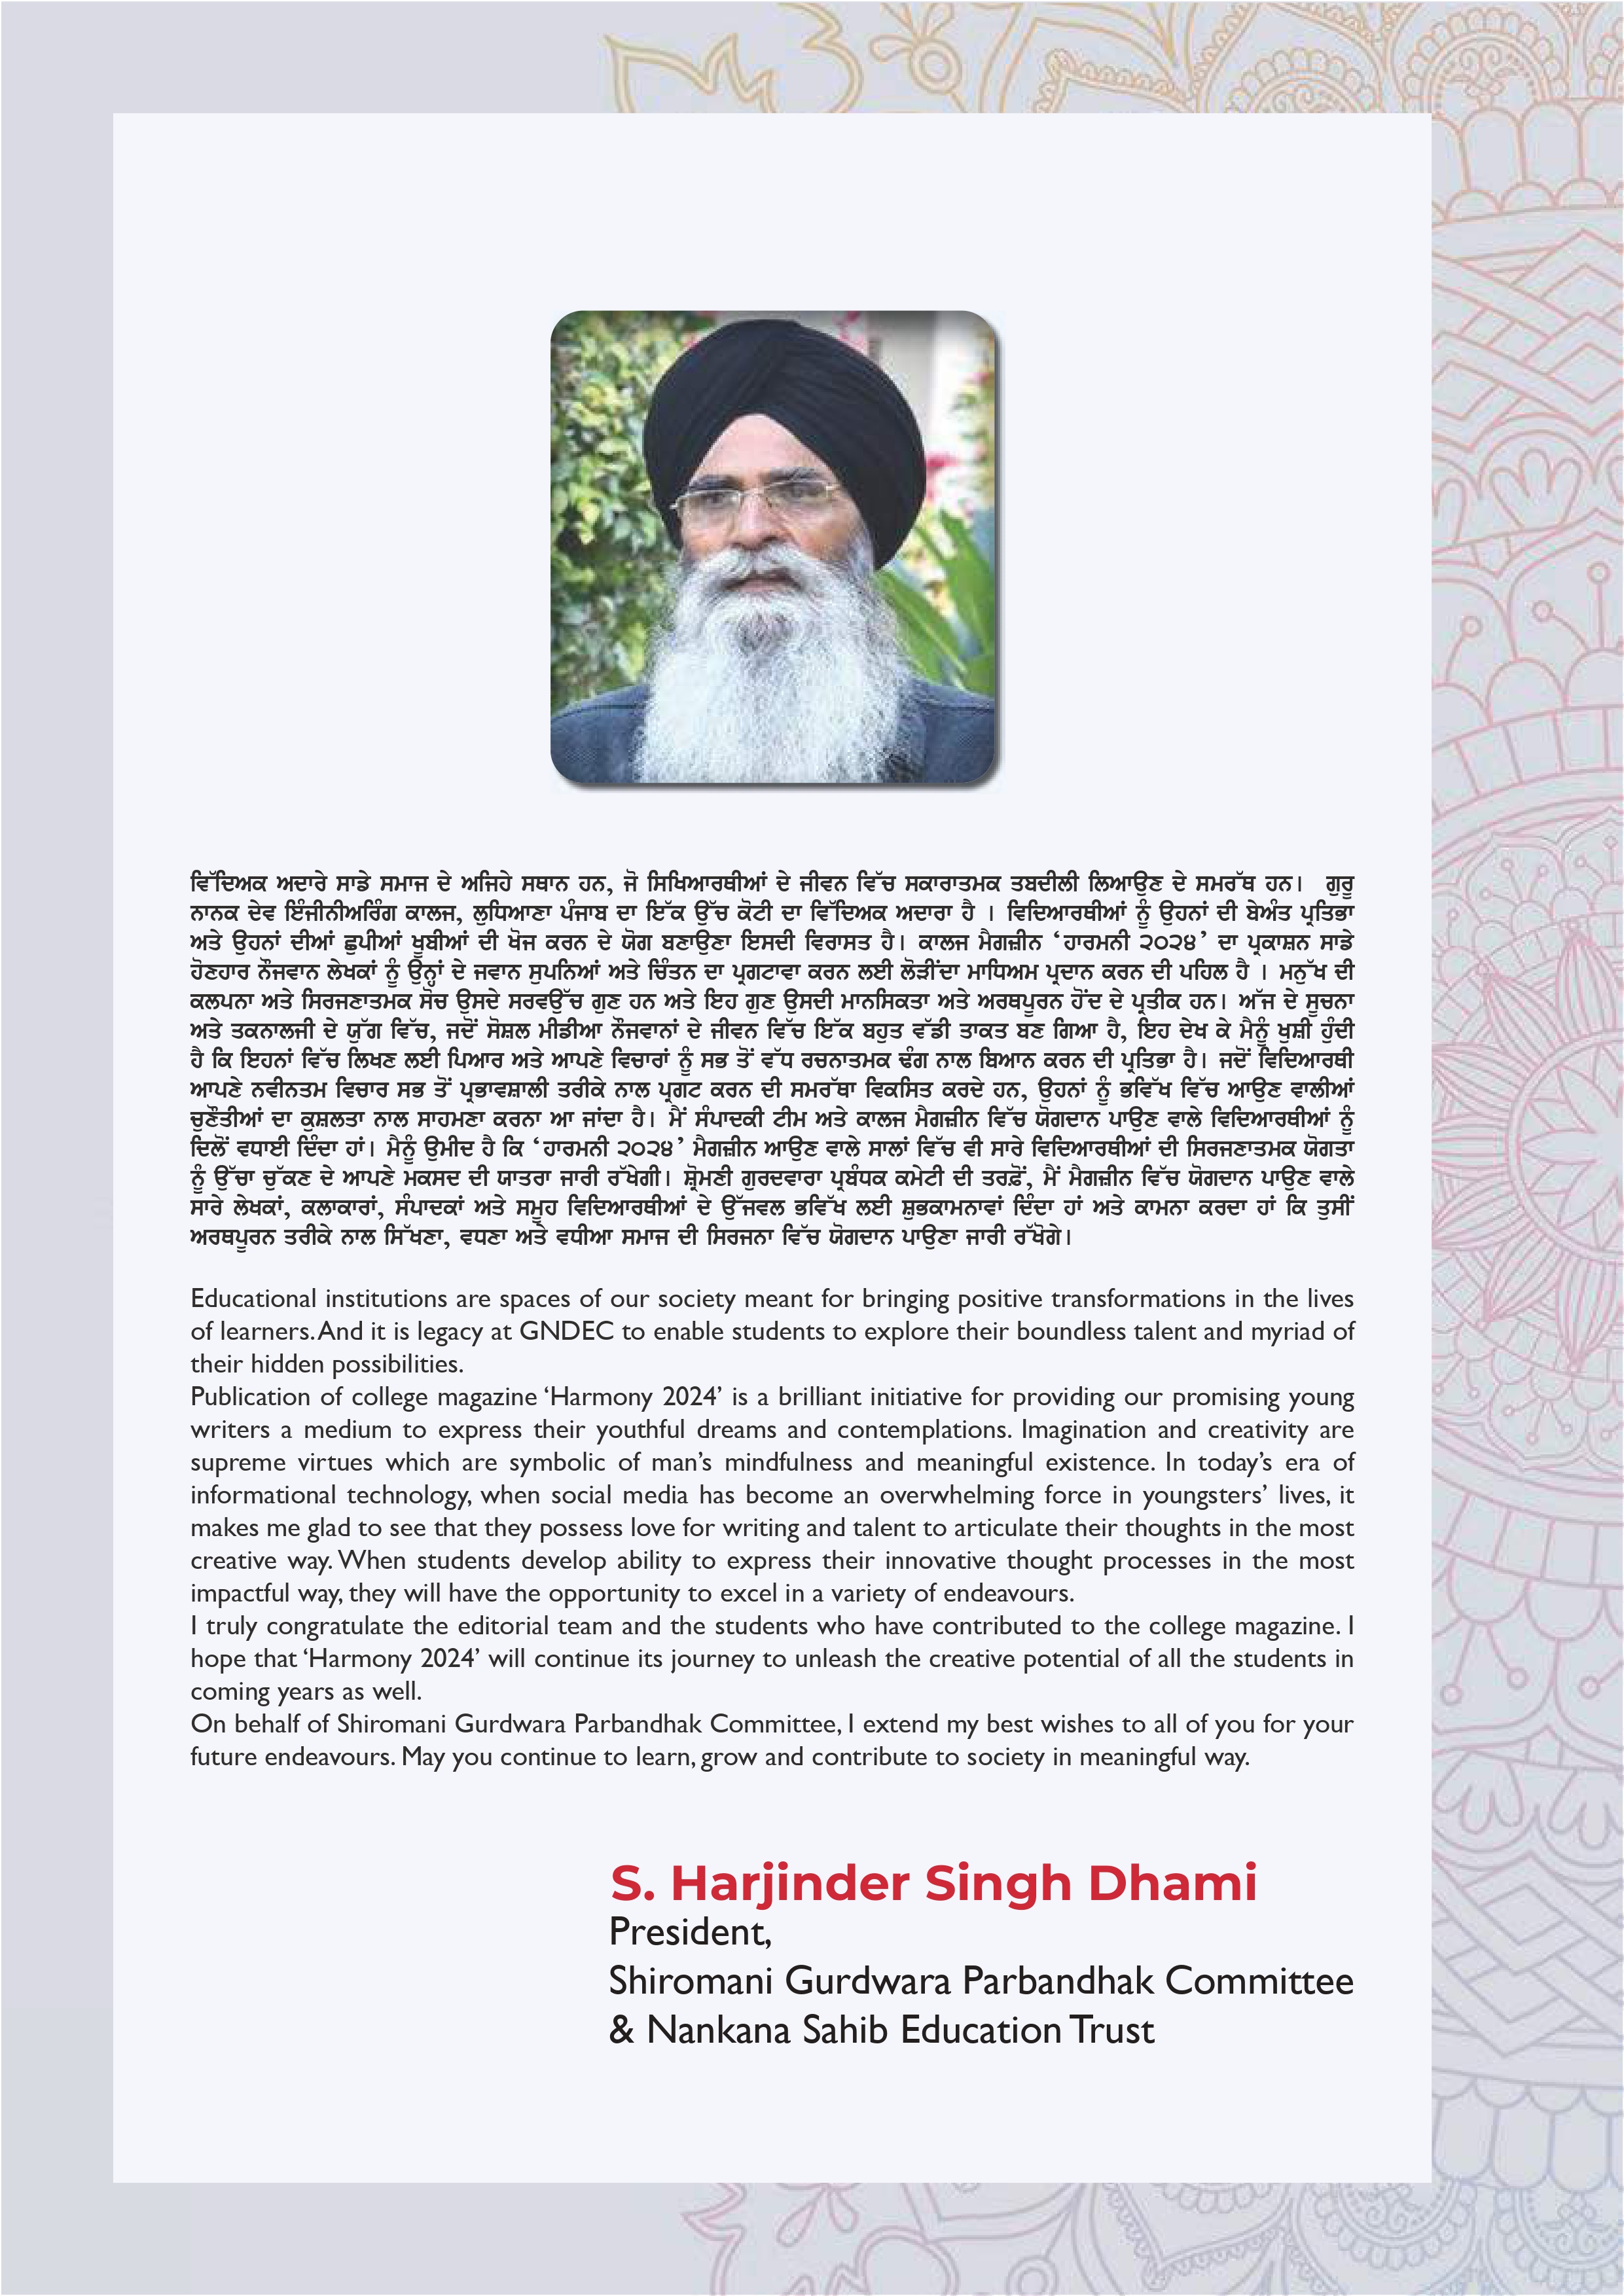 ਵਿੱਦਿਅਕ ਅਦਾਰੇ ਸਾਡੇ ਸਮਾਜ ਦੇ ਅਜਿਹੇ ਸਥਾਨ ਹਨ, ਜੋ ਸਿਖਿਆਰਥੀਆਂ ਦੇ ਜੀਵਨ ਵਿੱਚ ਸਕਾਰਾਤਮਕ ਤਬਦੀਲੀ ਲਿਆਉਣ ਦੇ ਸਮਰੱਥ ਹਨ। ਗੁਰੂ
ਨਾਨਕ ਦੇਵ ਇੰਜੀਨੀਅਰਿੰਗ ਕਾਲਜ, ਲੁਧਿਆਣਾ ਪੰਜਾਬ ਦਾ ਇੱਕ ਉੱਚ ਕੋਟੀ ਦਾ ਵਿੱਦਿਅਕ ਅਦਾਰਾ ਹੈ । ਵਿਦਿਆਰਥੀਆਂ ਨੂੰ ਉਹਨਾਂ ਦੀ ਬੇਅੰਤ ਪ੍ਰਤਿਭਾ
ਅਤੇ ਉਹਨਾਂ ਦੀਆਂ ਛੁਪੀਆਂ ਖੂਬੀਆਂ ਦੀ ਖੋਜ ਕਰਨ ਦੇ ਯੋਗ ਬਣਾਉਣਾ ਇਸਦੀ ਵਿਰਾਸਤ ਹੈ। ਕਾਲਜ ਮੈਗਜ਼ੀਨ ‘ਹਾਰਮਨੀ ੨੦੨੪’ ਦਾ ਪ੍ਰਕਾਸ਼ਨ ਸਾਡੇ
ਹੋਣਹਾਰ ਨੌਜਵਾਨ ਲੇਖਕਾਂ ਨੂੰ ਉਨ੍ਹਾਂ ਦੇ ਜਵਾਨ ਸੁਪਨਿਆਂ ਅਤੇ ਚਿੰਤਨ ਦਾ ਪ੍ਰਗਟਾਵਾ ਕਰਨ ਲਈ ਲੋੜੀਂਦਾ ਮਾਧਿਅਮ ਪ੍ਰਦਾਨ ਕਰਨ ਦੀ ਪਹਿਲ ਹੈ । ਮਨੁੱਖ ਦੀ
ਕਲਪਨਾ ਅਤੇ ਸਿਰਜਣਾਤਮਕ ਸੋਚ ਉਸਦੇ ਸਰਵਉੱਚ ਗੁਣ ਹਨ ਅਤੇ ਇਹ ਗੁਣ ਉਸਦੀ ਮਾਨਸਿਕਤਾ ਅਤੇ ਅਰਥਪੂਰਨ ਹੋਂਦ ਦੇ ਪ੍ਰਤੀਕ ਹਨ। ਅੱਜ ਦੇ ਸੂਚਨਾ
ਅਤੇ ਤਕਨਾਲਜੀ ਦੇ ਯੁੱਗ ਵਿੱਚ, ਜਦੋਂ ਸੋਸ਼ਲ ਮੀਡੀਆ ਨੌਜਵਾਨਾਂ ਦੇ ਜੀਵਨ ਵਿੱਚ ਇੱਕ ਬਹੁਤ ਵੱਡੀ ਤਾਕਤ ਬਣ ਗਿਆ ਹੈ, ਇਹ ਦੇਖ ਕੇ ਮੈਨੂੰ ਖੁਸ਼ੀ ਹੁੰਦੀ
ਹੈ ਕਿ ਇਹਨਾਂ ਵਿੱਚ ਲਿਖਣ ਲਈ ਪਿਆਰ ਅਤੇ ਆਪਣੇ ਵਿਚਾਰਾਂ ਨੂੰ ਸਭ ਤੋਂ ਵੱਧ ਰਚਨਾਤਮਕ ਢੰਗ ਨਾਲ ਬਿਆਨ ਕਰਨ ਦੀ ਪ੍ਰਤਿਭਾ ਹੈ। ਜਦੋਂ ਵਿਦਿਆਰਥੀ
ਆਪਣੇ ਨਵੀਨਤਮ ਵਿਚਾਰ ਸਭ ਤੋਂ ਪ੍ਰਭਾਵਸ਼ਾਲੀ ਤਰੀਕੇ ਨਾਲ ਪ੍ਰਗਟ ਕਰਨ ਦੀ ਸਮਰੱਥਾ ਵਿਕਸਿਤ ਕਰਦੇ ਹਨ, ਉਹਨਾਂ ਨੂੰ ਭਵਿੱਖ ਵਿੱਚ ਆਉਣ ਵਾਲੀਆਂ
ਚੁਣੌਤੀਆਂ ਦਾ ਕੁਸ਼ਲਤਾ ਨਾਲ ਸਾਹਮਣਾ ਕਰਨਾ ਆ ਜਾਂਦਾ ਹੈ। ਮੈਂ ਸੰਪਾਦਕੀ ਟੀਮ ਅਤੇ ਕਾਲਜ ਮੈਗਜ਼ੀਨ ਵਿੱਚ ਯੋਗਦਾਨ ਪਾਉਣ ਵਾਲੇ ਵਿਦਿਆਰਥੀਆਂ ਨੂੰ
ਦਿਲੋਂ ਵਧਾਈ ਦਿੰਦਾ ਹਾਂ। ਮੈਨੂੰ ਉਮੀਦ ਹੈ ਕਿ ‘ਹਾਰਮਨੀ ੨੦੨੪’ ਮੈਗਜ਼ੀਨ ਆਉਣ ਵਾਲੇ ਸਾਲਾਂ ਵਿੱਚ ਵੀ ਸਾਰੇ ਵਿਦਿਆਰਥੀਆਂ ਦੀ ਸਿਰਜਣਾਤਮਕ ਯੋਗਤਾ
ਨੂੰ ਉੱਚਾ ਚੁੱਕਣ ਦੇ ਆਪਣੇ ਮਕਸਦ ਦੀ ਯਾਤਰਾ ਜਾਰੀ ਰੱਖੇਗੀ। ਸ਼੍ਰੋਮਣੀ ਗੁਰਦਵਾਰਾ ਪ੍ਰਬੰਧਕ ਕਮੇਟੀ ਦੀ ਤਰਫ਼ੋਂ, ਮੈਂ ਮੈਗਜ਼ੀਨ ਵਿੱਚ ਯੋਗਦਾਨ ਪਾਉਣ ਵਾਲੇ
ਸਾਰੇ ਲੇਖਕਾਂ, ਕਲਾਕਾਰਾਂ, ਸੰਪਾਦਕਾਂ ਅਤੇ ਸਮੂਹ ਵਿਦਿਆਰਥੀਆਂ ਦੇ ਉੱਜਵਲ ਭਵਿੱਖ ਲਈ ਸ਼ੁਭਕਾਮਨਾਵਾਂ ਦਿੰਦਾ ਹਾਂ ਅਤੇ ਕਾਮਨਾ ਕਰਦਾ ਹਾਂ ਕਿ ਤੁਸੀਂ
ਅਰਥਪੂਰਨ ਤਰੀਕੇ ਨਾਲ ਸਿੱਖਣਾ, ਵਧਣਾ ਅਤੇ ਵਧੀਆ ਸਮਾਜ ਦੀ ਸਿਰਜਨਾ ਵਿੱਚ ਯੋਗਦਾਨ ਪਾਉਣਾ ਜਾਰੀ ਰੱਖੋਗੇ।
Educational institutions are spaces of our society meant for bringing positive transformations in the lives
of learners. And it is legacy at GNDEC to enable students to explore their boundless talent and myriad of
their hidden possibilities.
Publication of college magazine ‘Harmony 2024’ is a brilliant initiative for providing our promising young
writers a medium to express their youthful dreams and contemplations. Imagination and creativity are
supreme virtues which are symbolic of man’s mindfulness and meaningful existence. In today’s era of
informational technology, when social media has become an overwhelming force in youngsters’ lives, it
makes me glad to see that they possess love for writing and talent to articulate their thoughts in the most
creative way. When students develop ability to express their innovative thought processes in the most
impactful way, they will have the opportunity to excel in a variety of endeavours.
I truly congratulate the editorial team and the students who have contributed to the college magazine. I
hope that ‘Harmony 2024’ will continue its journey to unleash the creative potential of all the students in
coming years as well.
On behalf of Shiromani Gurdwara Parbandhak Committee, I extend my best wishes to all of you for your
future endeavours. May you continue to learn, grow and contribute to society in meaningful way.
S. Harjinder Singh Dhami
President,
Shiromani Gurdwara Parbandhak Committee
& Nankana Sahib Education Trust